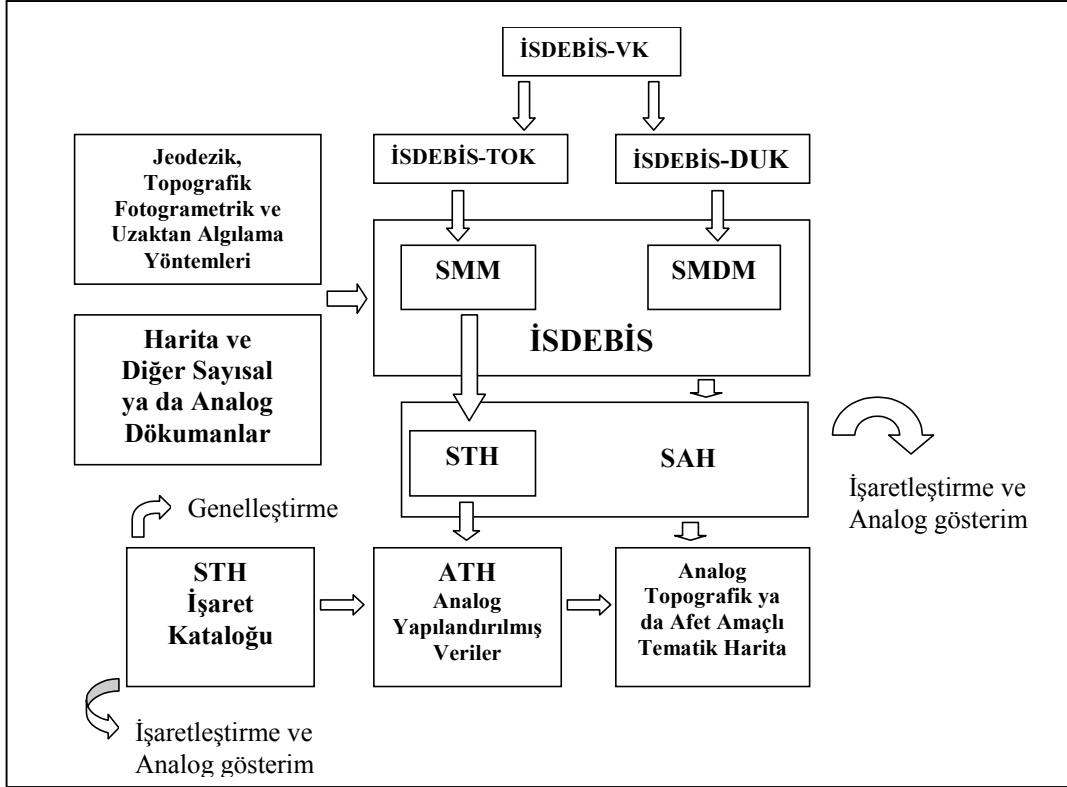 İSDEBİS-VK
İSDEBİS-TOK
İSDEBİS-DUK
Jeodezik,
Topografik
Fotogrametrik ve
Uzaktan Algılama
Yöntemleri
SMM
SMDM
İSDEBİS
Harita ve
Diğer Sayısal
ya da Analog
Dökumanlar
STH
SAH
İşaretleştirme ve
Analog gösterim
Genelleştirme
STH
İşaret
Kataloğu
ATH
Analog
Yapılandırılmış
Veriler
Analog
Topografik ya
da Afet Amaçlı
Tematik Harita
İşaretleştirme ve
Analog gösterim